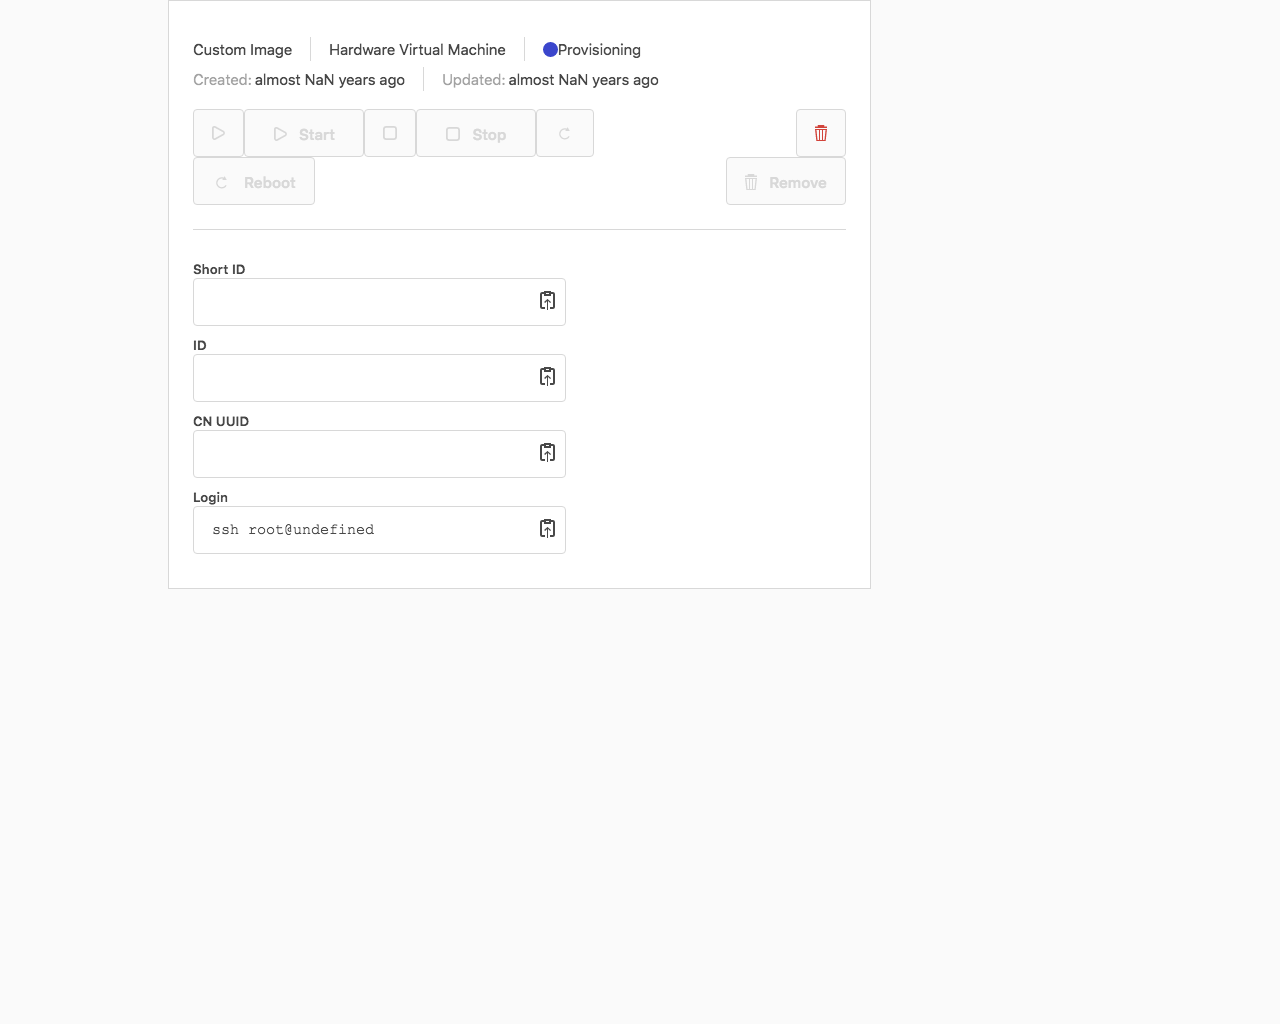 Custom Image Hardware Virtual Machine Provisioning
Created: almost NaN years ago Updated: almost NaN years ago
Start Stop
Reboot Remove
Short ID
ID
CN UUID
Login
ssh root@undefined